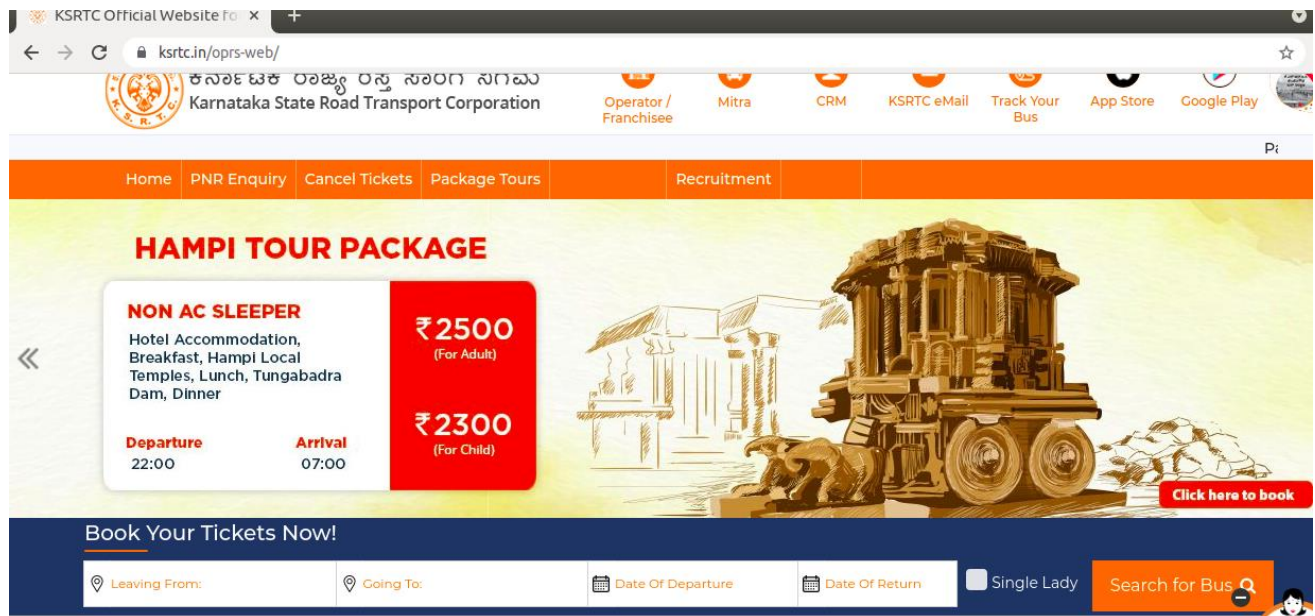 KSRTC Official Website fo
ksrtc.in/oprs-web/
ಕರ್ನಾಟಕ ರಾಜ್ಯ ರಸ್ತೆ ಸಾರಿಗೆ ನಿಗಮ
Karnataka State Road Transport Corporation
K. S. R. T. C.
Operator /
Franchisee
Mitra
CRM
KSRTC eMail
Track Your
Bus
App Store
Google Play
Home PNR Enquiry Cancel Tickets Package Tours Recruitment
HAMPI TOUR PACKAGE
NON AC SLEEPER
Hotel Accommodation,
Breakfast, Hampi Local
Temples, Lunch, Tungabadra
Dam, Dinner
Departure Arrival
22:00 07:00
₹2500
(For Adult)
₹2300
(For Child)
Click here to book
Book Your Tickets Now!
Leaving From: Going To: Date Of Departure Date Of Return Single Lady Search for Bus